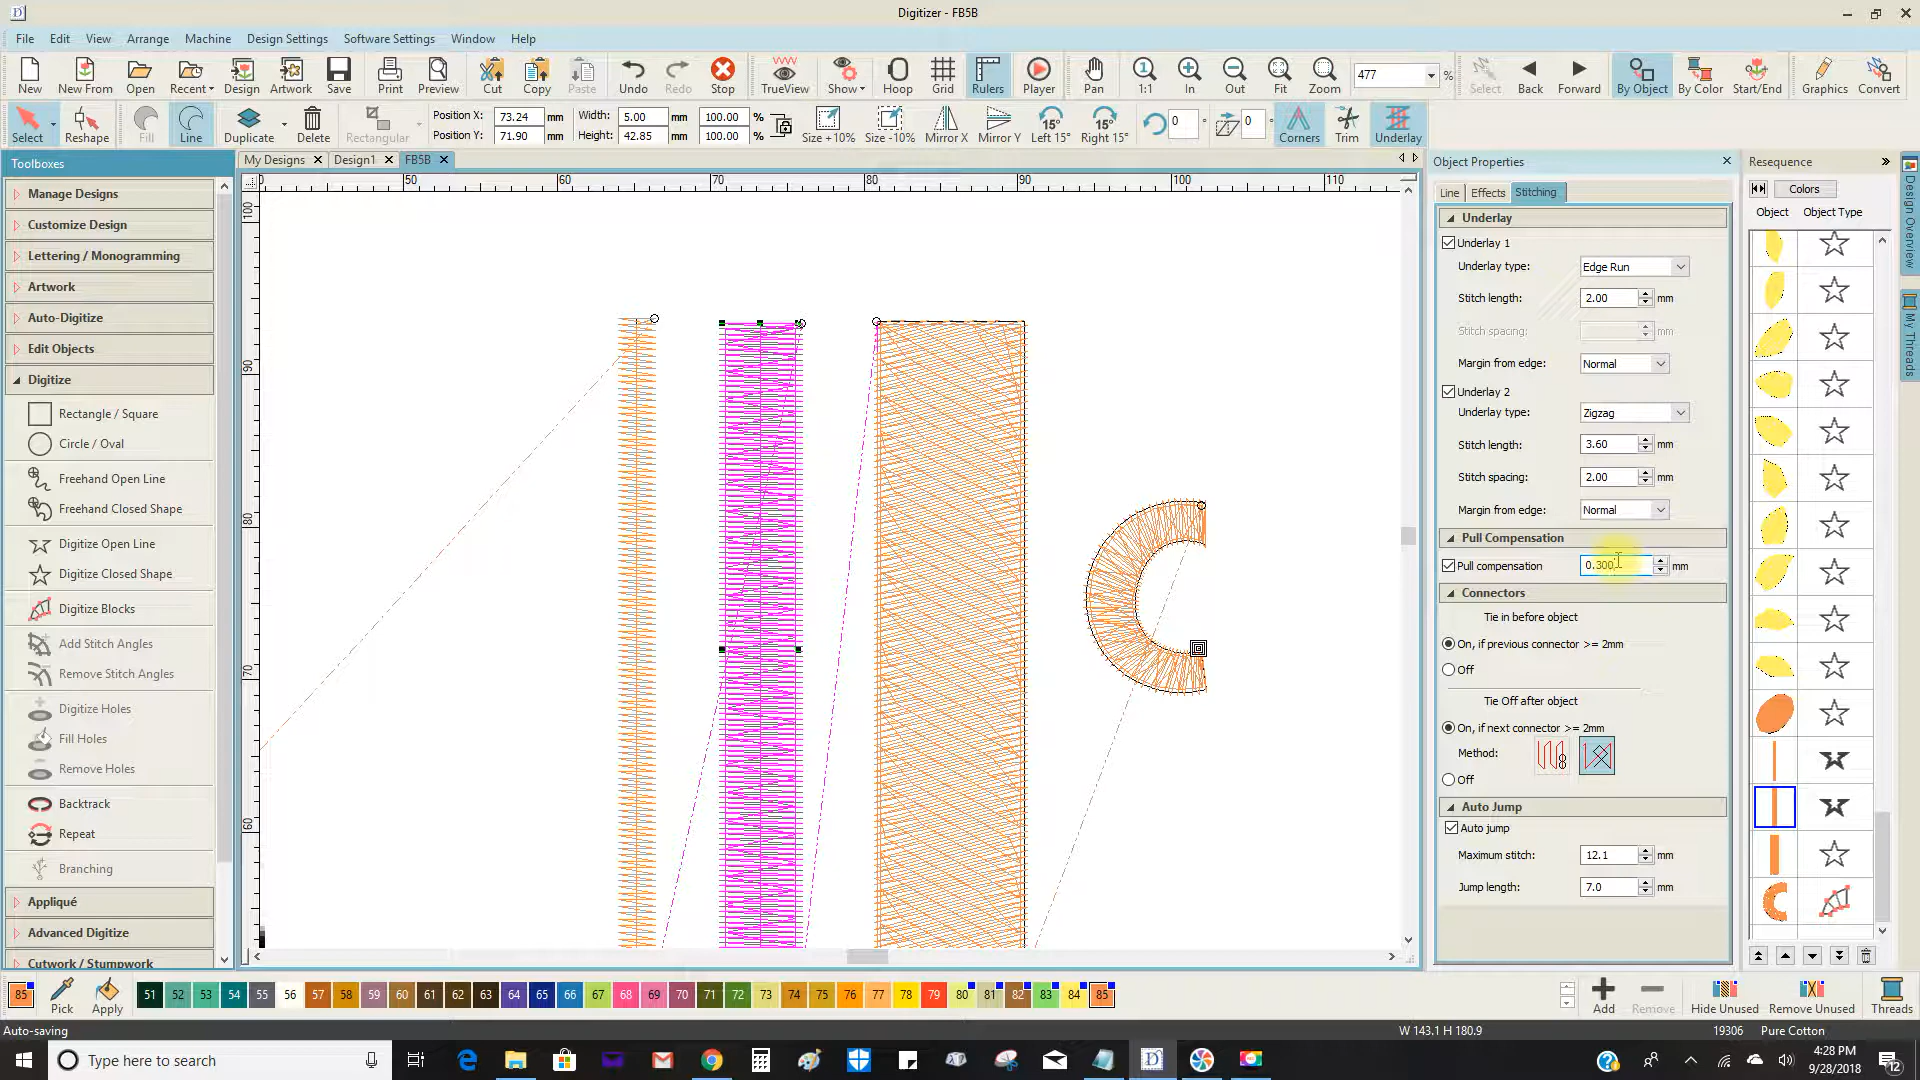 Digitizer - FB5B
File Edit View Arrange Machine Design Settings Software Settings Window Help
New New From Open Recent Design Artwork Save Print Preview Cut Copy Paste Undo Redo Stop TrueView Show Hoop Grid Rulers Player Pan 1:1 In Out Fit Zoom 477 % Select Back Forward By Object By Color Start/End Graphics Convert
Select Reshape Fill Line Duplicate Delete Rectangular Position X: 73.24 mm Width: 5.00 mm 100.00 % Size +10% Size -10% Mirror X Mirror Y Left 15° Right 15° 0 ° 0 ° Corners Trim Underlay
Position Y: 71.90 mm Height: 42.85 mm 100.00 %
Toolboxes
Manage Designs
Customize Design
Lettering / Monogramming
Artwork
Auto-Digitize
Edit Objects
Digitize
Rectangle / Square
Circle / Oval
Freehand Open Line
Freehand Closed Shape
Digitize Open Line
Digitize Closed Shape
Digitize Blocks
Add Stitch Angles
Remove Stitch Angles
Digitize Holes
Fill Holes
Remove Holes
Backtrack
Repeat
Branching
Appliqué
Advanced Digitize
Cutwork / Stumpwork
My Designs Design1 FB5B
50 60 70 80 90 100 110
100
90
80
70
60
Object Properties
Line Effects Stitching
Underlay
Underlay 1
Underlay type: Edge Run
Stitch length: 2.00 mm
Stitch spacing: mm
Margin from edge: Normal
Underlay 2
Underlay type: Zigzag
Stitch length: 3.60 mm
Stitch spacing: 2.00 mm
Margin from edge: Normal
Pull Compensation
Pull compensation 0.300 mm
Connectors
Tie in before object
On, if previous connector >= 2mm
Off
Tie Off after object
On, if next connector >= 2mm
Method:
Off
Auto Jump
Auto jump
Maximum stitch: 12.1 mm
Jump length: 7.0 mm
Resequence
Colors
Object Object Type
Design Overview
My Threads
85 Pick Apply 51 52 53 54 55 56 57 58 59 60 61 62 63 64 65 66 67 68 69 70 71 72 73 74 75 76 77 78 79 80 81 82 83 84 85 Add Remove Hide Unused Remove Unused Threads
Auto-saving W 143.1 H 180.9 19306 Pure Cotton
Type here to search
4:28 PM
9/28/2018
12